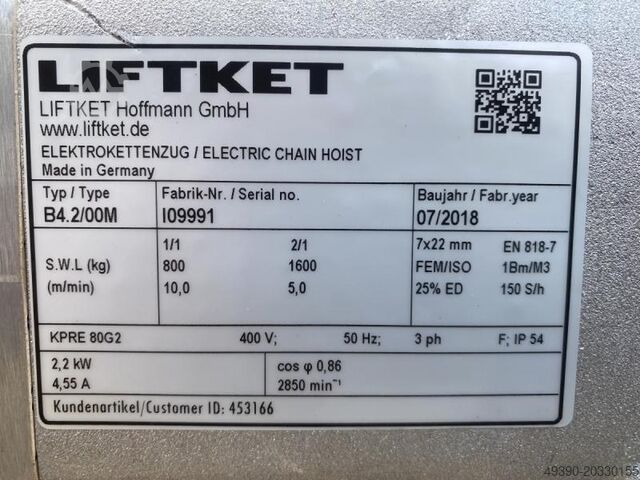 LIFTKET
LIFTKET Hoffmann GmbH
www.liftket.de
ELEKTROKETTENZUG / ELECTRIC CHAIN HOIST
Made in Germany
Typ / Type Fabrik-Nr. / Serial no. Baujahr / Fabr.year
B4.2/00M I09991 07/2018
1/1 2/1 7x22 mm EN 818-7
S.W.L (kg) 800 1600 FEM/ISO 1Bm/M3
(m/min) 10,0 5,0 25% ED 150 S/h
KPRE 80G2 400 V; 50 Hz; 3 ph F; IP 54
2,2 kW cos φ 0,86
4,55 A 2850 min⁻¹
Kundenartikel/Customer ID: 453166
49390-20330155